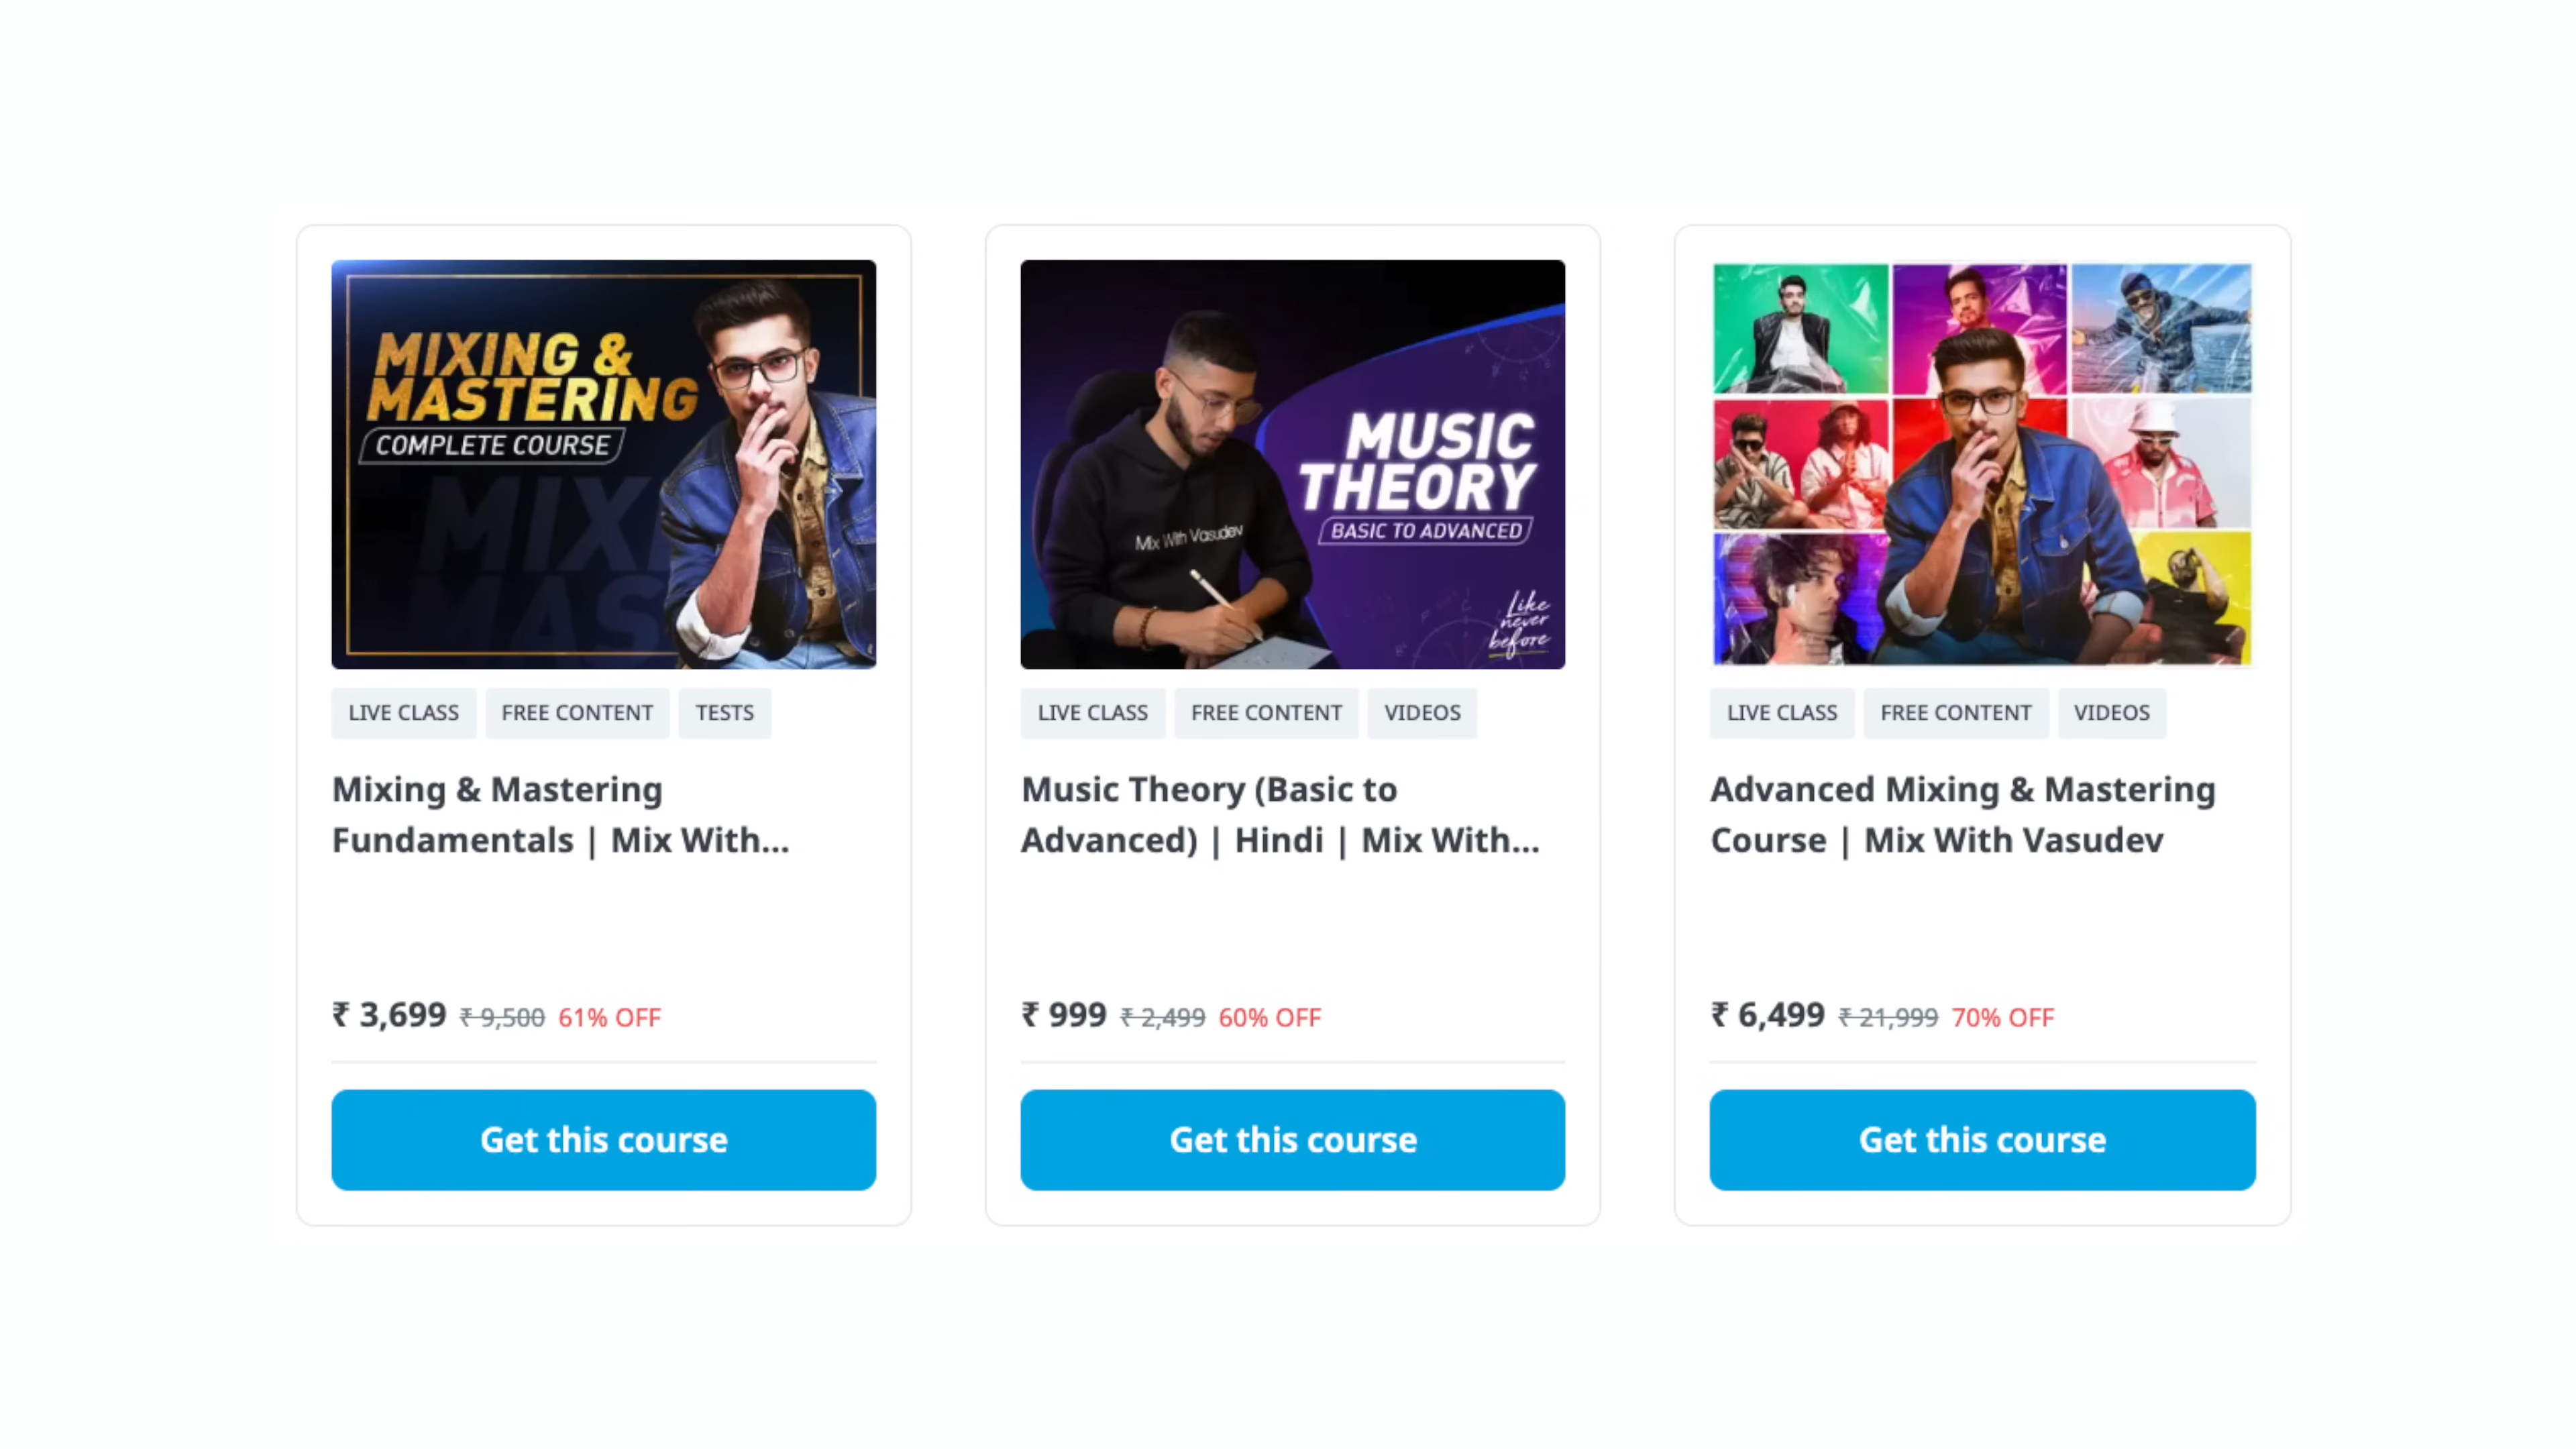 MIXING &
MASTERING
COMPLETE COURSE
MIXI
MAS
LIVE CLASS FREE CONTENT TESTS
Mixing & Mastering
Fundamentals | Mix With...
₹ 3,699 ₹ 9,500 61% OFF
Get this course
Mix With Vasudev
MUSIC
THEORY
BASIC TO ADVANCED
Like
never
before
LIVE CLASS FREE CONTENT VIDEOS
Music Theory (Basic to
Advanced) | Hindi | Mix With...
₹ 999 ₹ 2,499 60% OFF
Get this course
LIVE CLASS FREE CONTENT VIDEOS
Advanced Mixing & Mastering
Course | Mix With Vasudev
₹ 6,499 ₹ 21,999 70% OFF
Get this course